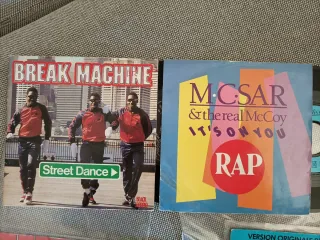 BREAK MACHINE
Street Dance
M.C.SAR
& the real McCoy
IT'S ON YOU
RAP
VERSION ORIGINALE